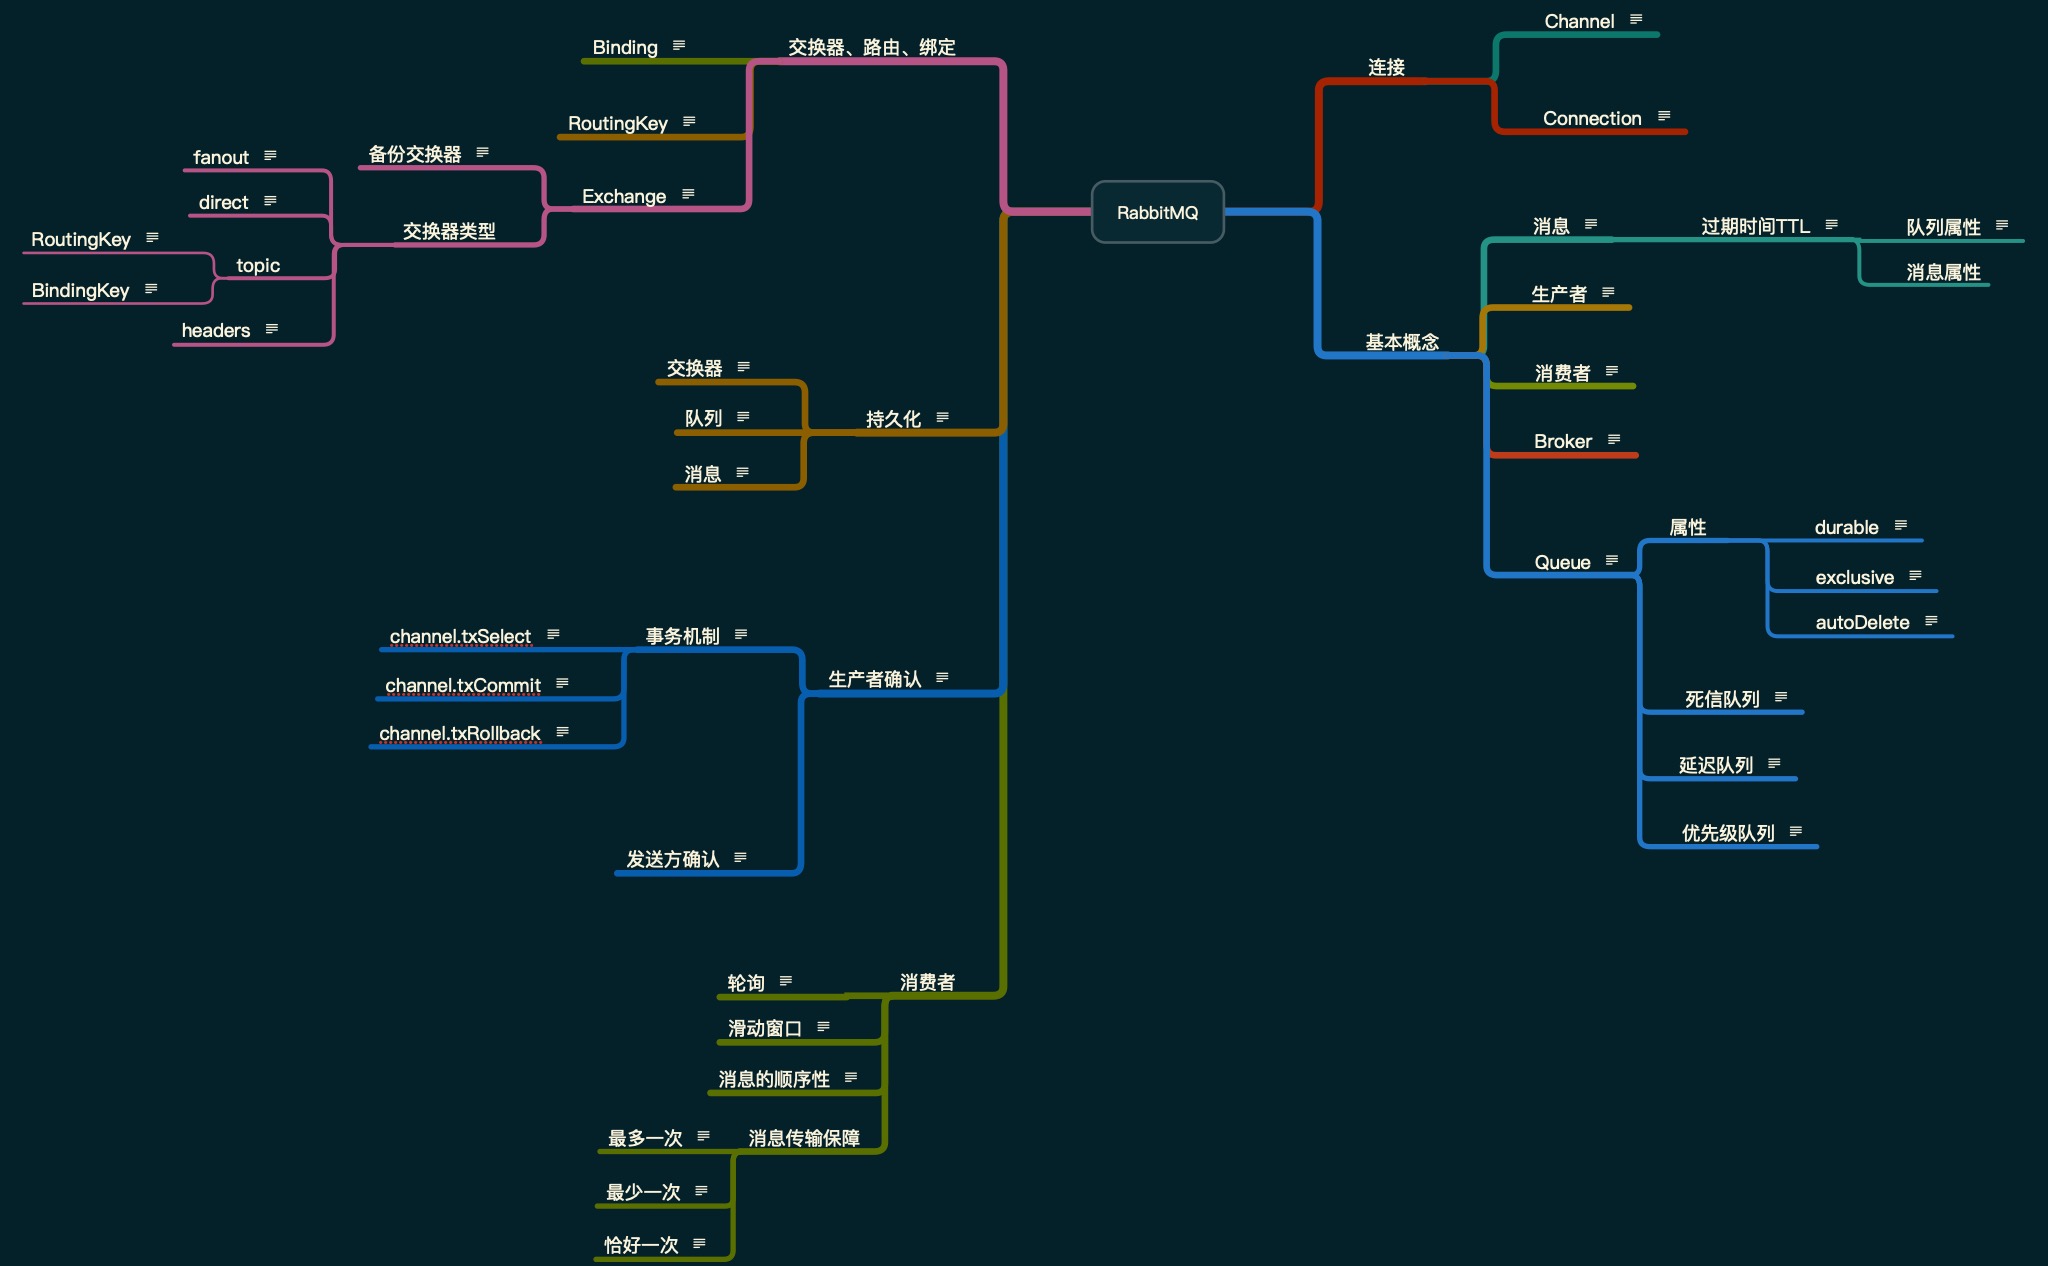 RabbitMQ
连接
Channel
Connection
基本概念
消息
过期时间TTL
队列属性
消息属性
生产者
消费者
Broker
Queue
属性
durable
exclusive
autoDelete
死信队列
延迟队列
优先级队列
交换器、路由、绑定
Binding
RoutingKey
Exchange
备份交换器
交换器类型
fanout
direct
topic
RoutingKey
BindingKey
headers
持久化
交换器
队列
消息
生产者确认
事务机制
channel.txSelect
channel.txCommit
channel.txRollback
发送方确认
消费者
轮询
滑动窗口
消息的顺序性
消息传输保障
最多一次
最少一次
恰好一次